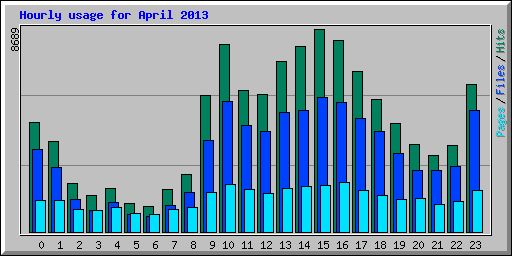 Hourly usage for April 2013
8689
Pages/Files/Hits
0 1 2 3 4 5 6 7 8 9 10 11 12 13 14 15 16 17 18 19 20 21 22 23